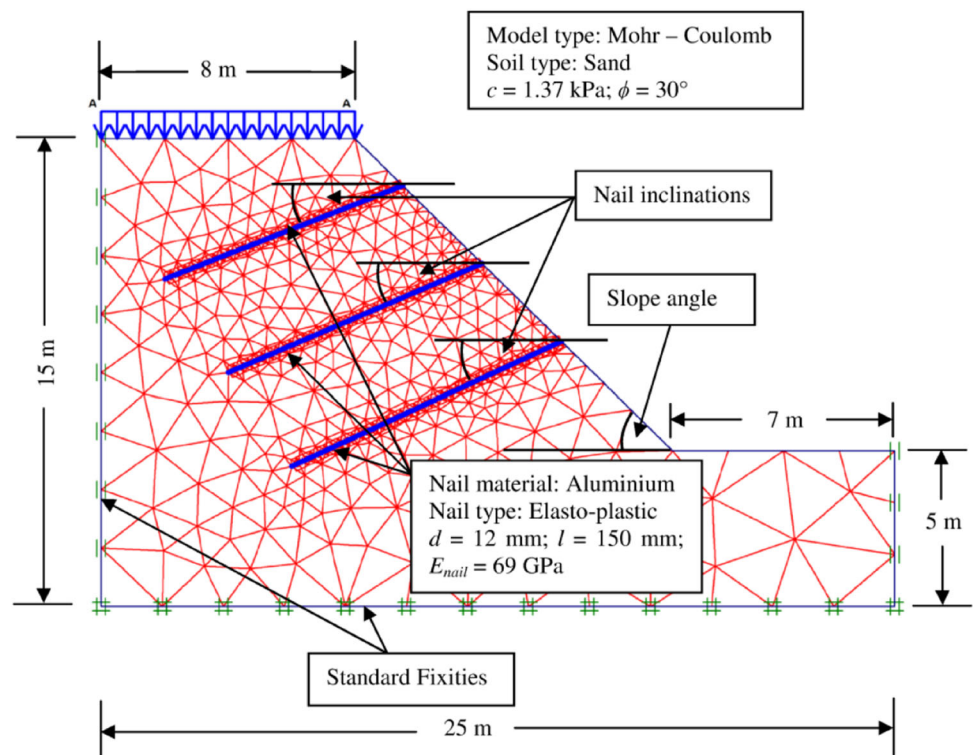 Model type: Mohr – Coulomb
Soil type: Sand
c = 1.37 kPa; ϕ = 30°
8 m
A
A
Nail inclinations
Slope angle
15 m
7 m
Nail material: Aluminium
Nail type: Elasto-plastic
d = 12 mm; l = 150 mm;
Enail = 69 GPa
5 m
Standard Fixities
25 m